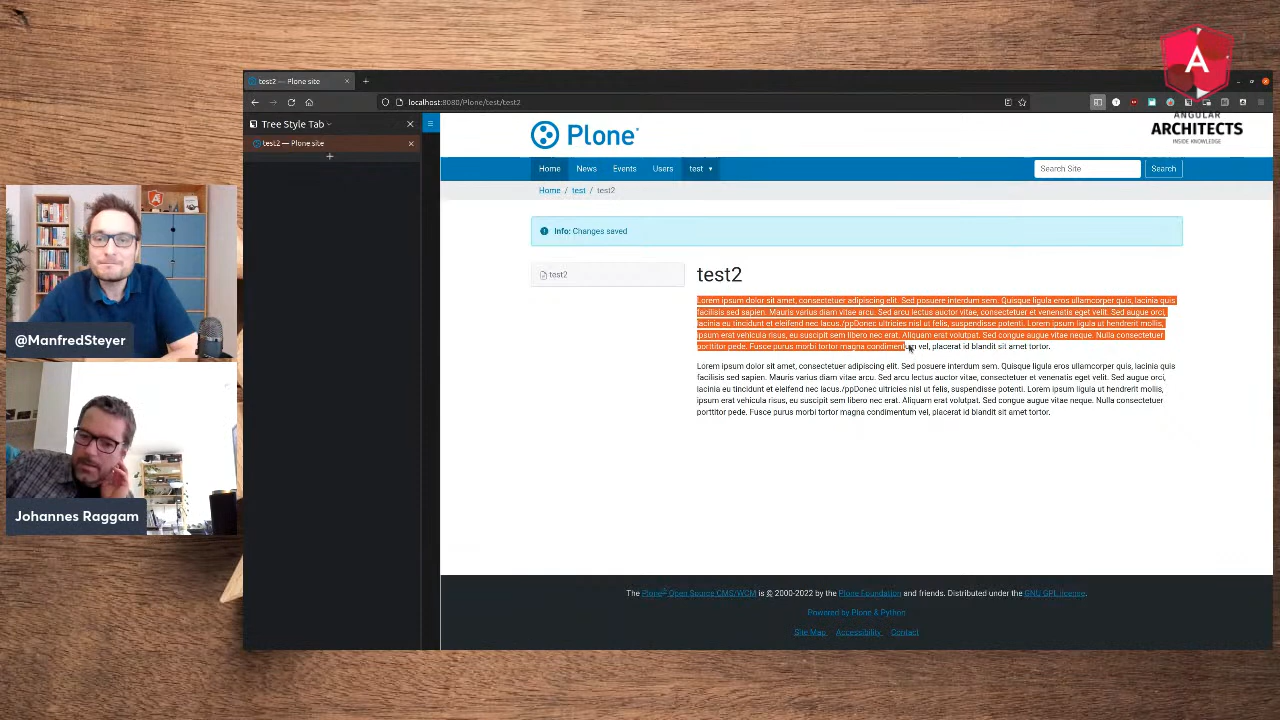 test2 — Plone site
localhost:8080/Plone/test/test2
Tree Style Tab
test2 — Plone site
ANGULAR
ARCHITECTS
INSIDE KNOWLEDGE
Plone
Home News Events Users test
Search Site
Search
Home / test / test2
Info: Changes saved
test2
test2
Lorem ipsum dolor sit amet, consectetuer adipiscing elit. Sed posuere interdum sem. Quisque ligula eros ullamcorper quis, lacinia quis
facilisis sed sapien. Mauris varius diam vitae arcu. Sed arcu lectus auctor vitae, consectetuer et venenatis eget velit. Sed augue orci,
lacinia eu tincidunt et eleifend nec lacus./ppDonec ultricies nisl ut felis, suspendisse potenti. Lorem ipsum ligula ut hendrerit mollis,
ipsum erat vehicula risus, eu suscipit sem libero nec erat. Aliquam erat volutpat. Sed congue augue vitae neque. Nulla consectetuer
porttitor pede. Fusce purus morbi tortor magna condimentum vel, placerat id blandit sit amet tortor.
Lorem ipsum dolor sit amet, consectetuer adipiscing elit. Sed posuere interdum sem. Quisque ligula eros ullamcorper quis, lacinia quis
facilisis sed sapien. Mauris varius diam vitae arcu. Sed arcu lectus auctor vitae, consectetuer et venenatis eget velit. Sed augue orci,
lacinia eu tincidunt et eleifend nec lacus./ppDonec ultricies nisl ut felis, suspendisse potenti. Lorem ipsum ligula ut hendrerit mollis,
ipsum erat vehicula risus, eu suscipit sem libero nec erat. Aliquam erat volutpat. Sed congue augue vitae neque. Nulla consectetuer
porttitor pede. Fusce purus morbi tortor magna condimentum vel, placerat id blandit sit amet tortor.
@ManfredSteyer
Johannes Raggam
The Plone® Open Source CMS/WCM is © 2000-2022 by the Plone Foundation and friends. Distributed under the GNU GPL license.
Powered by Plone & Python
Site Map Accessibility Contact